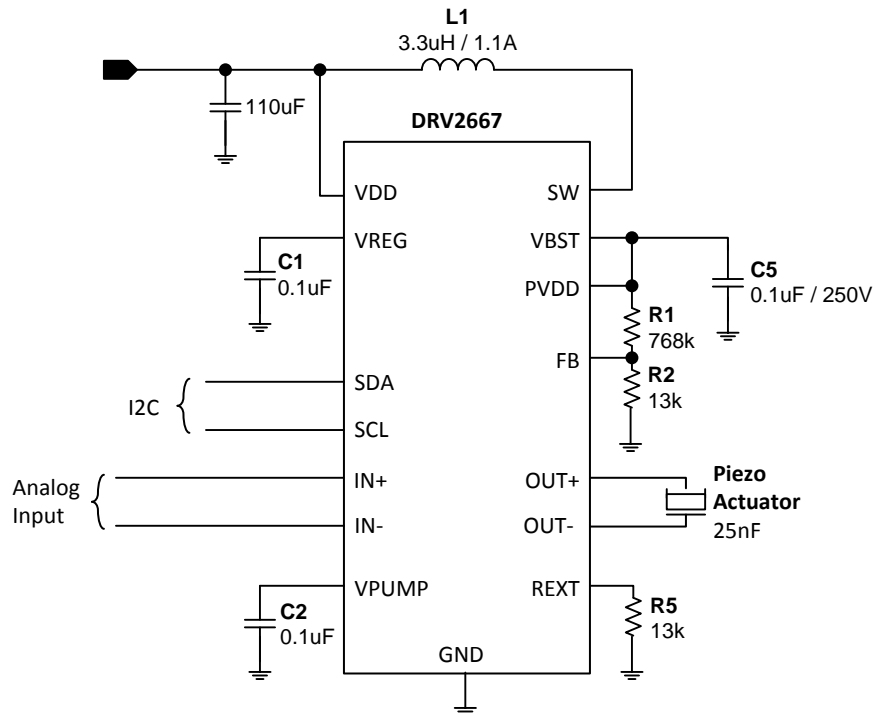 L1
3.3uH / 1.1A
110uF
DRV2667
VDD
SW
VREG
VBST
C1
0.1uF
C5
0.1uF / 250V
PVDD
R1
768k
FB
R2
13k
SDA
I2C
SCL
IN+
OUT+
Analog
Input
Piezo
Actuator
25nF
IN-
OUT-
VPUMP
REXT
C2
0.1uF
R5
13k
GND